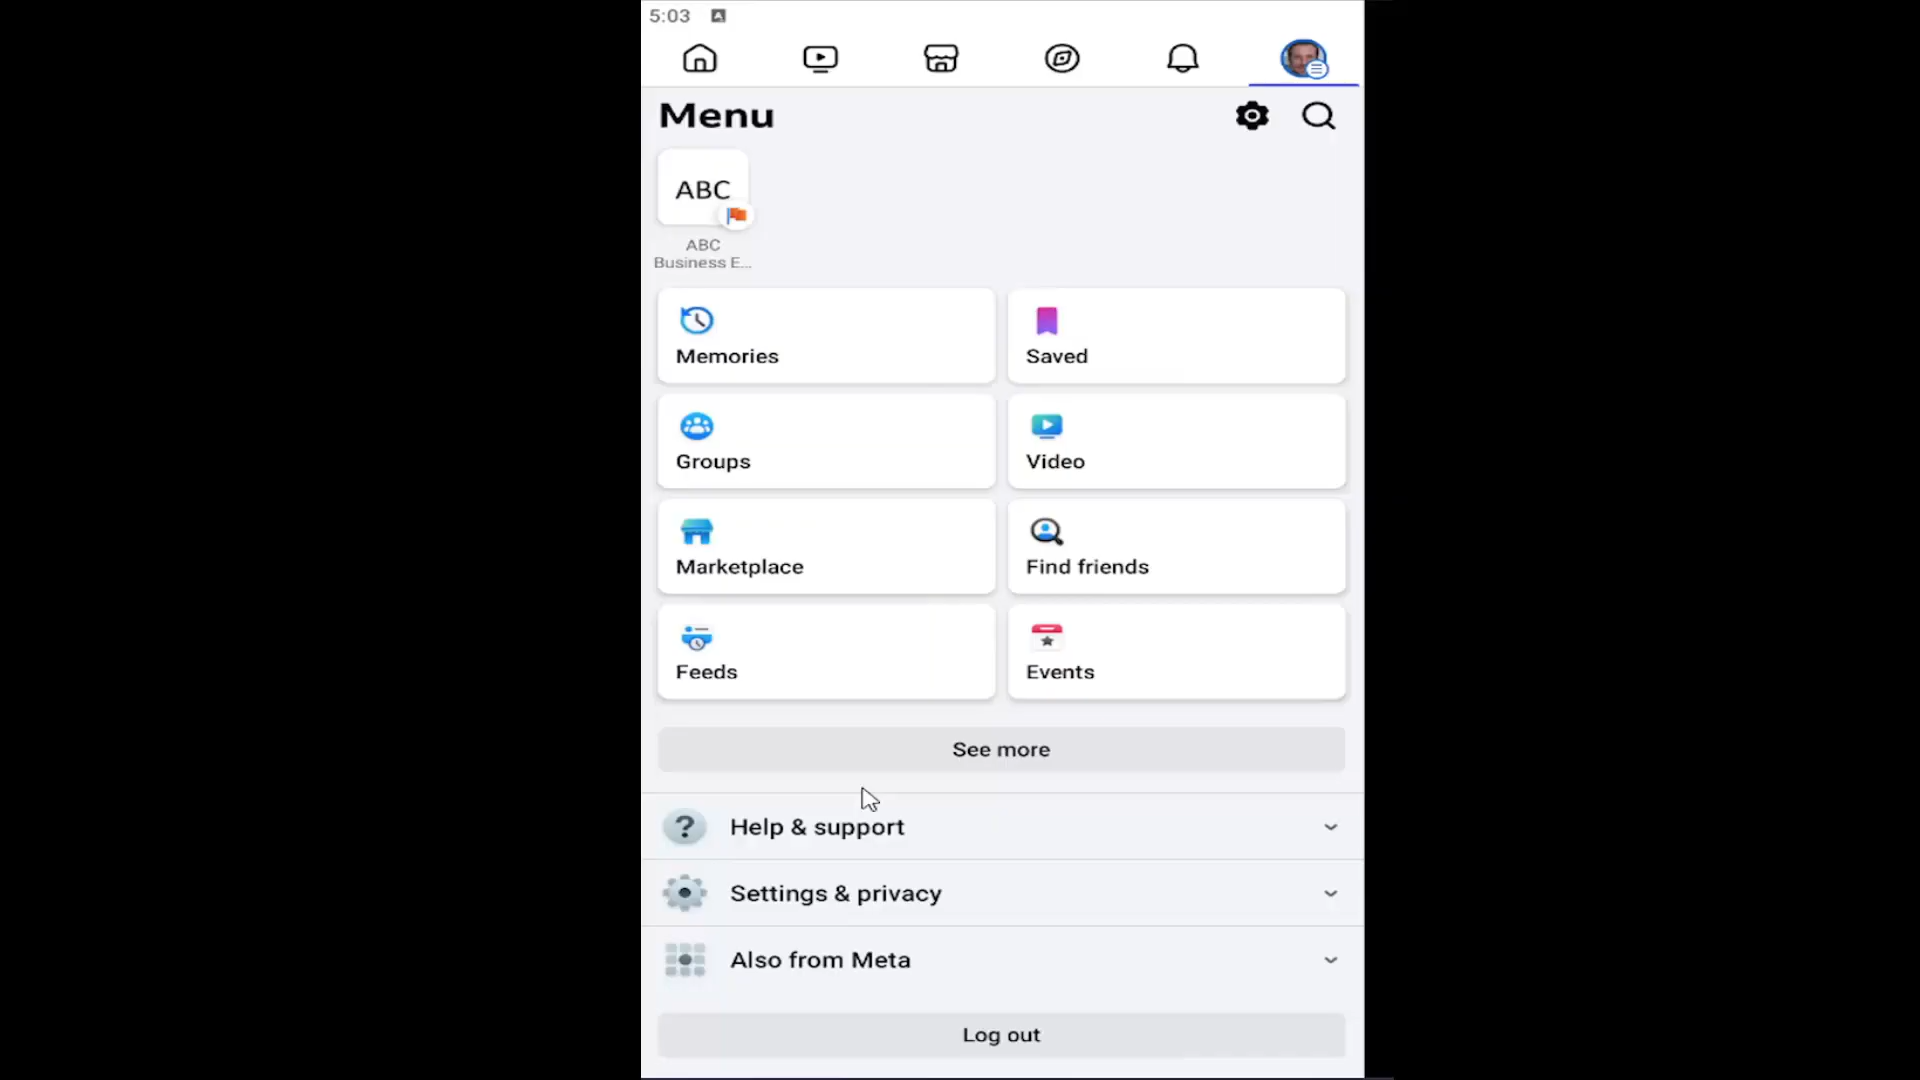 5:03
Menu
ABC
ABC
Business E...
Memories
Saved
Groups
Video
Marketplace
Find friends
Feeds
Events
See more
Help & support
Settings & privacy
Also from Meta
Log out